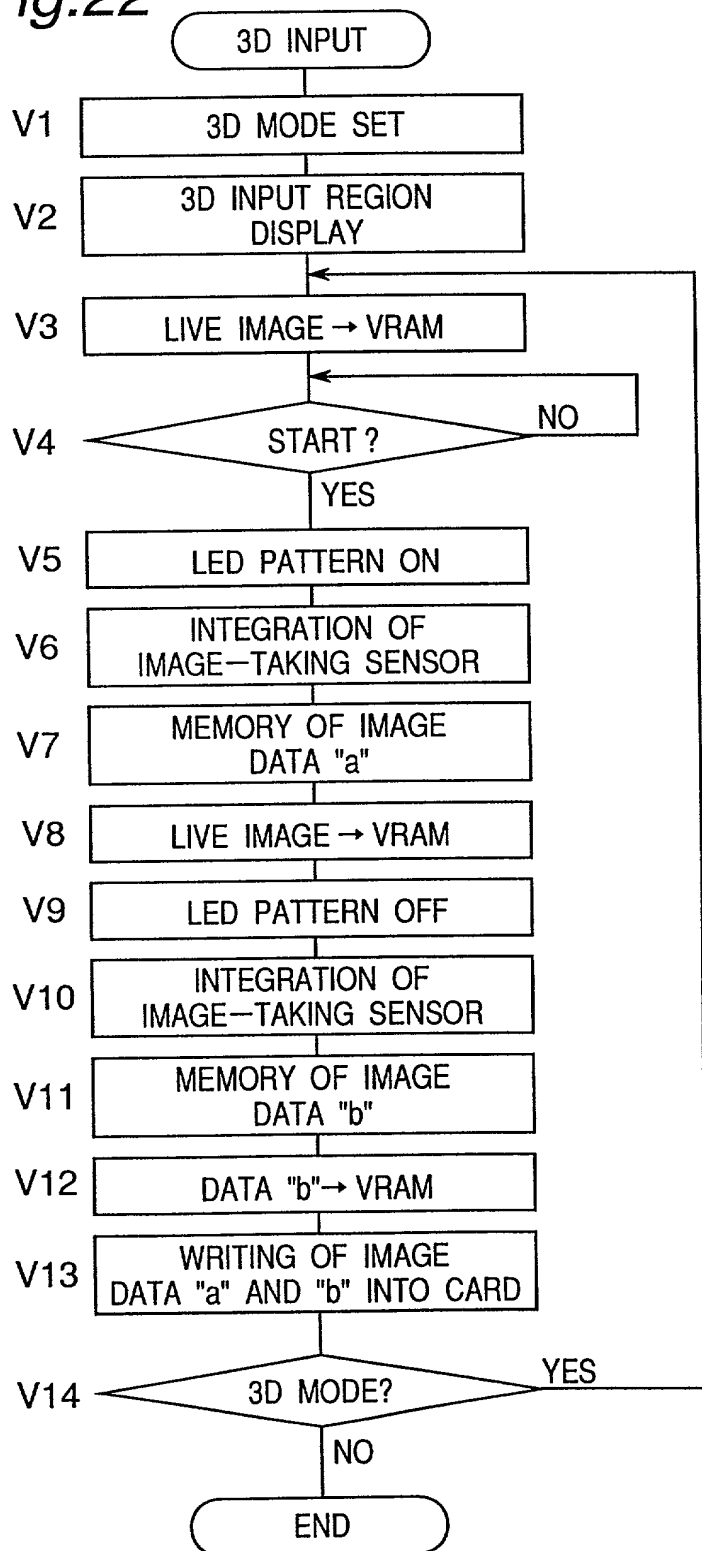 ig.22
3D INPUT
V1
3D MODE SET
V2
3D INPUT REGION
DISPLAY
V3
LIVE IMAGE → VRAM
V4
START?
NO
YES
V5
LED PATTERN ON
V6
INTEGRATION OF
IMAGE-TAKING SENSOR
V7
MEMORY OF IMAGE
DATA "a"
V8
LIVE IMAGE → VRAM
V9
LED PATTERN OFF
V10
INTEGRATION OF
IMAGE-TAKING SENSOR
V11
MEMORY OF IMAGE
DATA "b"
V12
DATA "b" → VRAM
V13
WRITING OF IMAGE
DATA "a" AND "b" INTO CARD
V14
3D MODE?
YES
NO
END